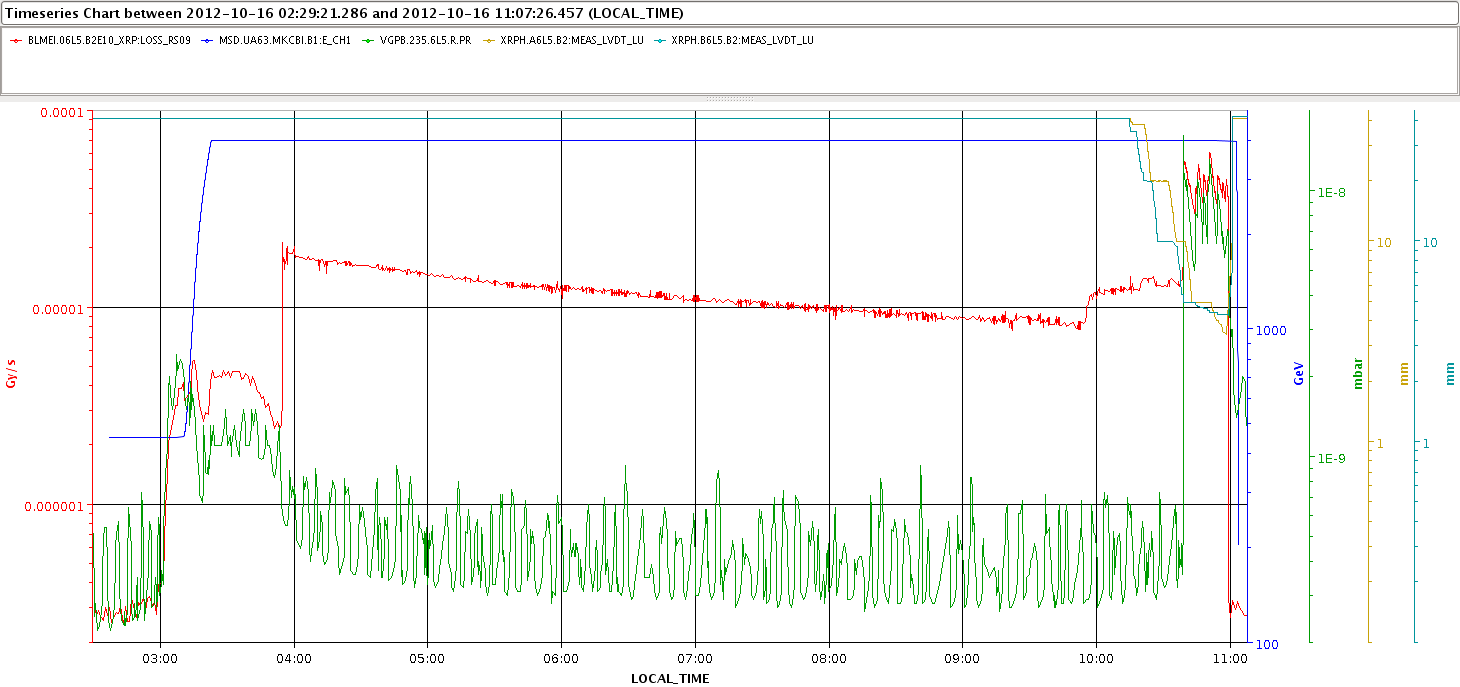 Timeseries Chart between 2012-10-16 02:29:21.286 and 2012-10-16 11:07:26.457 (LOCAL_TIME)
BLMEI.06L5.B2E10_XRP:LOSS_RS09 MSD.UA63.MKCBI.B1:E_CH1 VGPB.235.6L5.R.PR XRPH.A6L5.B2:MEAS_LVDT_LU XRPH.B6L5.B2:MEAS_LVDT_LU
0.0001
1E-8
10 10
0.00001
1000
Gy/s GeV mbar mm mm
1 1
1E-9
0.000001
100
03:00 04:00 05:00 06:00 07:00 08:00 09:00 10:00 11:00
LOCAL_TIME